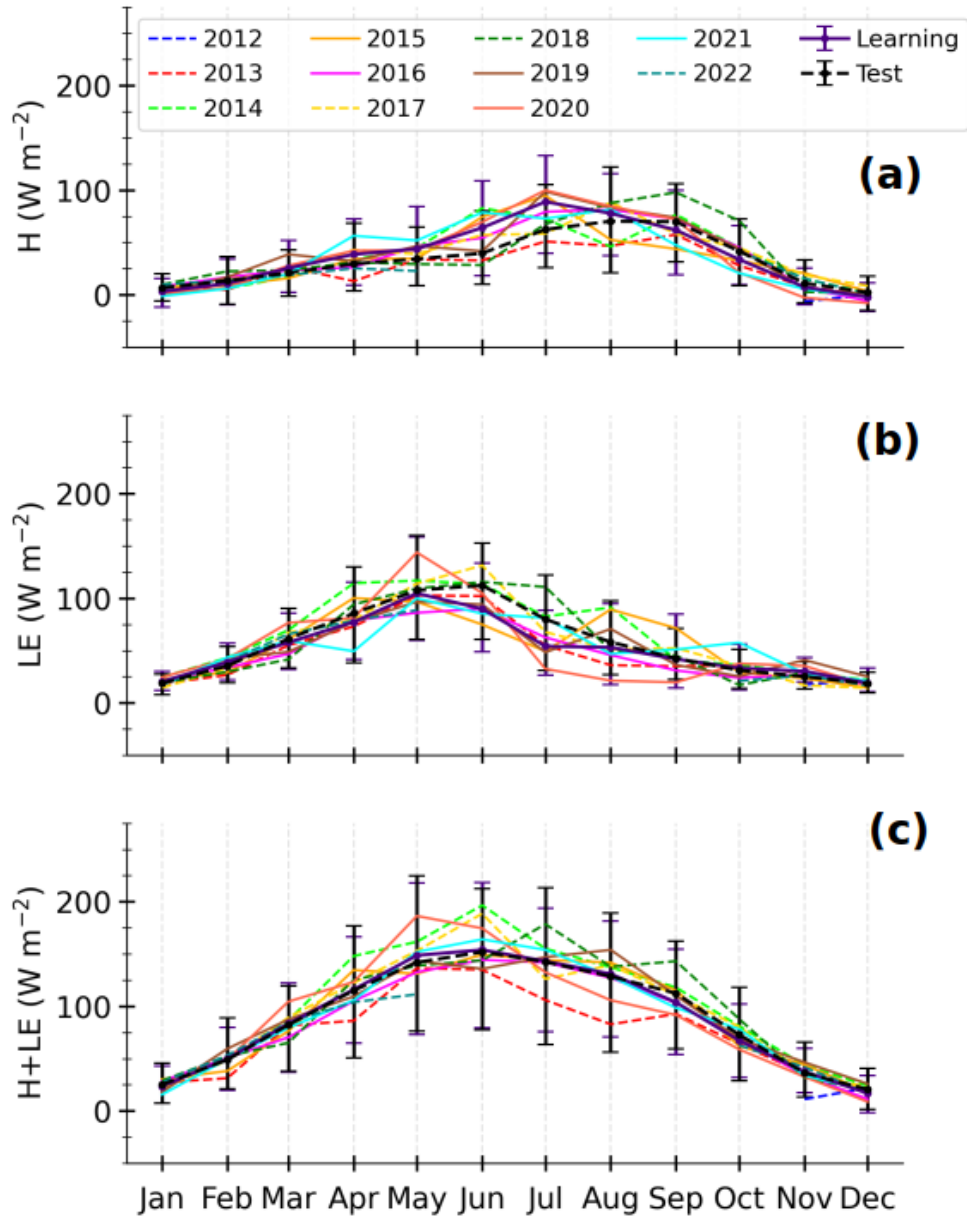 2012 2015 2018 2021 Learning
2013 2016 2019 2022 Test
2014 2017 2020
(a)
H (W m⁻²)
200
100
0
(b)
LE (W m⁻²)
200
100
0
(c)
H+LE (W m⁻²)
200
100
0
Jan Feb Mar Apr May Jun Jul Aug Sep Oct Nov Dec